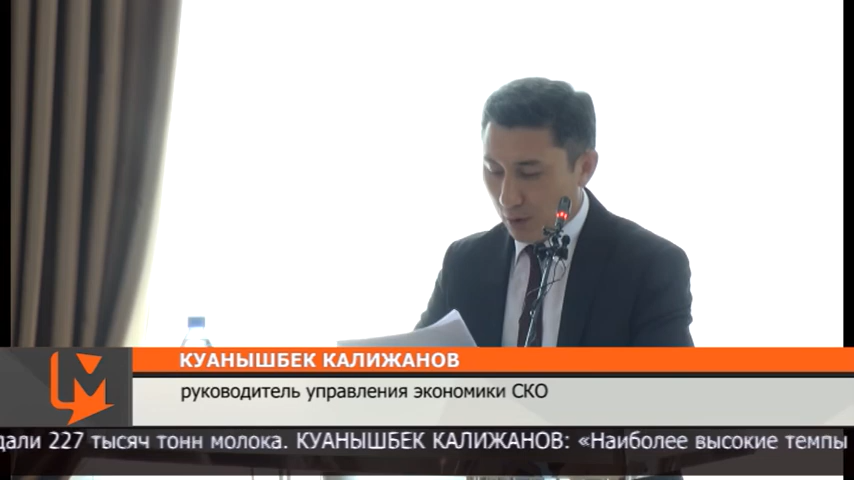 КУАНЫШБЕК КАЛИЖАНОВ
руководитель управления экономики СКО
дали 227 тысяч тонн молока. КУАНЫШБЕК КАЛИЖАНОВ: «Наиболее высокие темпы